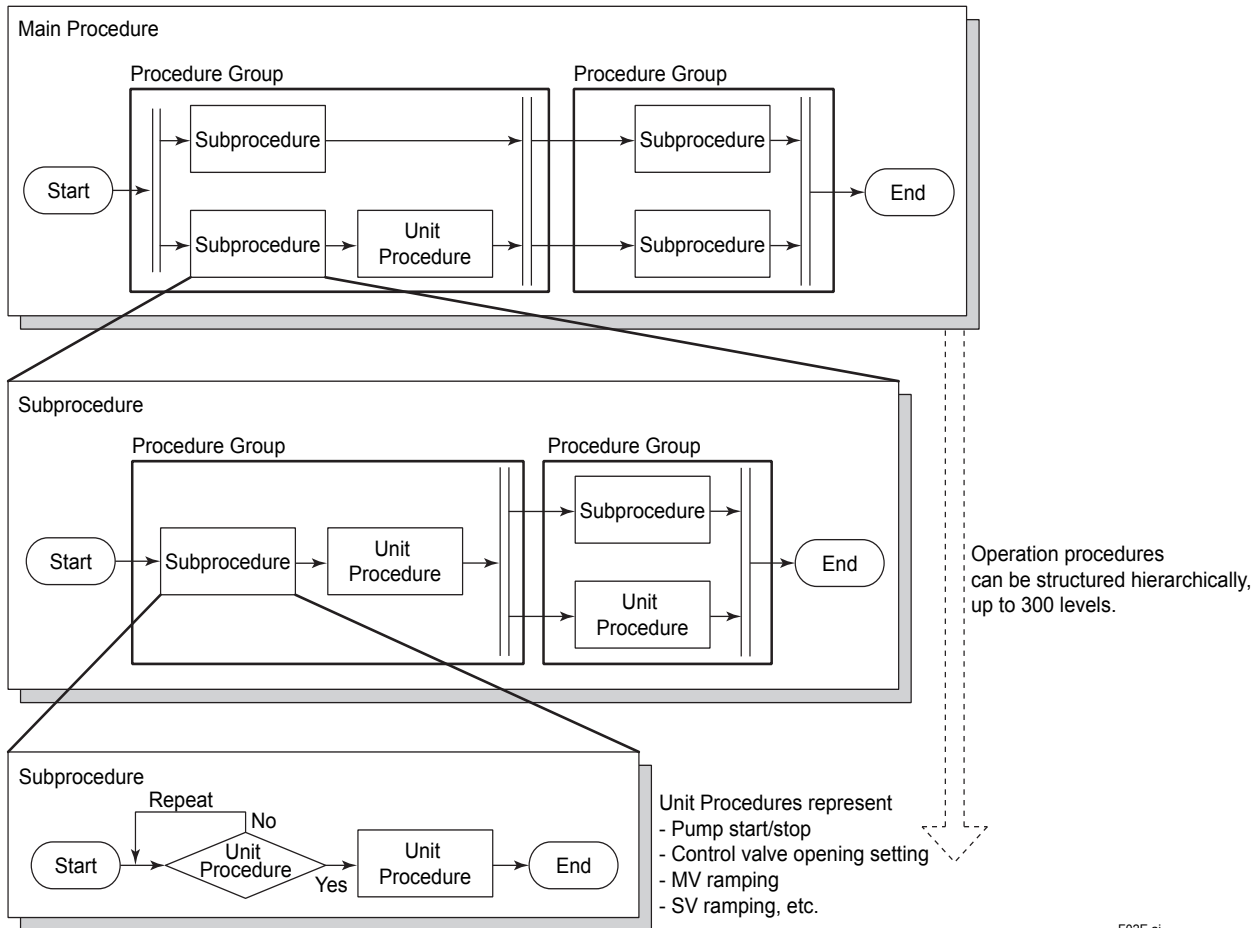 Main Procedure
Procedure Group
Procedure Group
Subprocedure
Subprocedure
Start
End
Subprocedure
Unit
Procedure
Subprocedure
Subprocedure
Procedure Group
Procedure Group
Subprocedure
Start
Subprocedure
Unit
Procedure
End
Unit
Procedure
Operation procedures
can be structured hierarchically,
up to 300 levels.
Subprocedure
Repeat
No
Start
Unit
Procedure
Yes
Unit
Procedure
End
Unit Procedures represent
- Pump start/stop
- Control valve opening setting
- MV ramping
- SV ramping, etc.